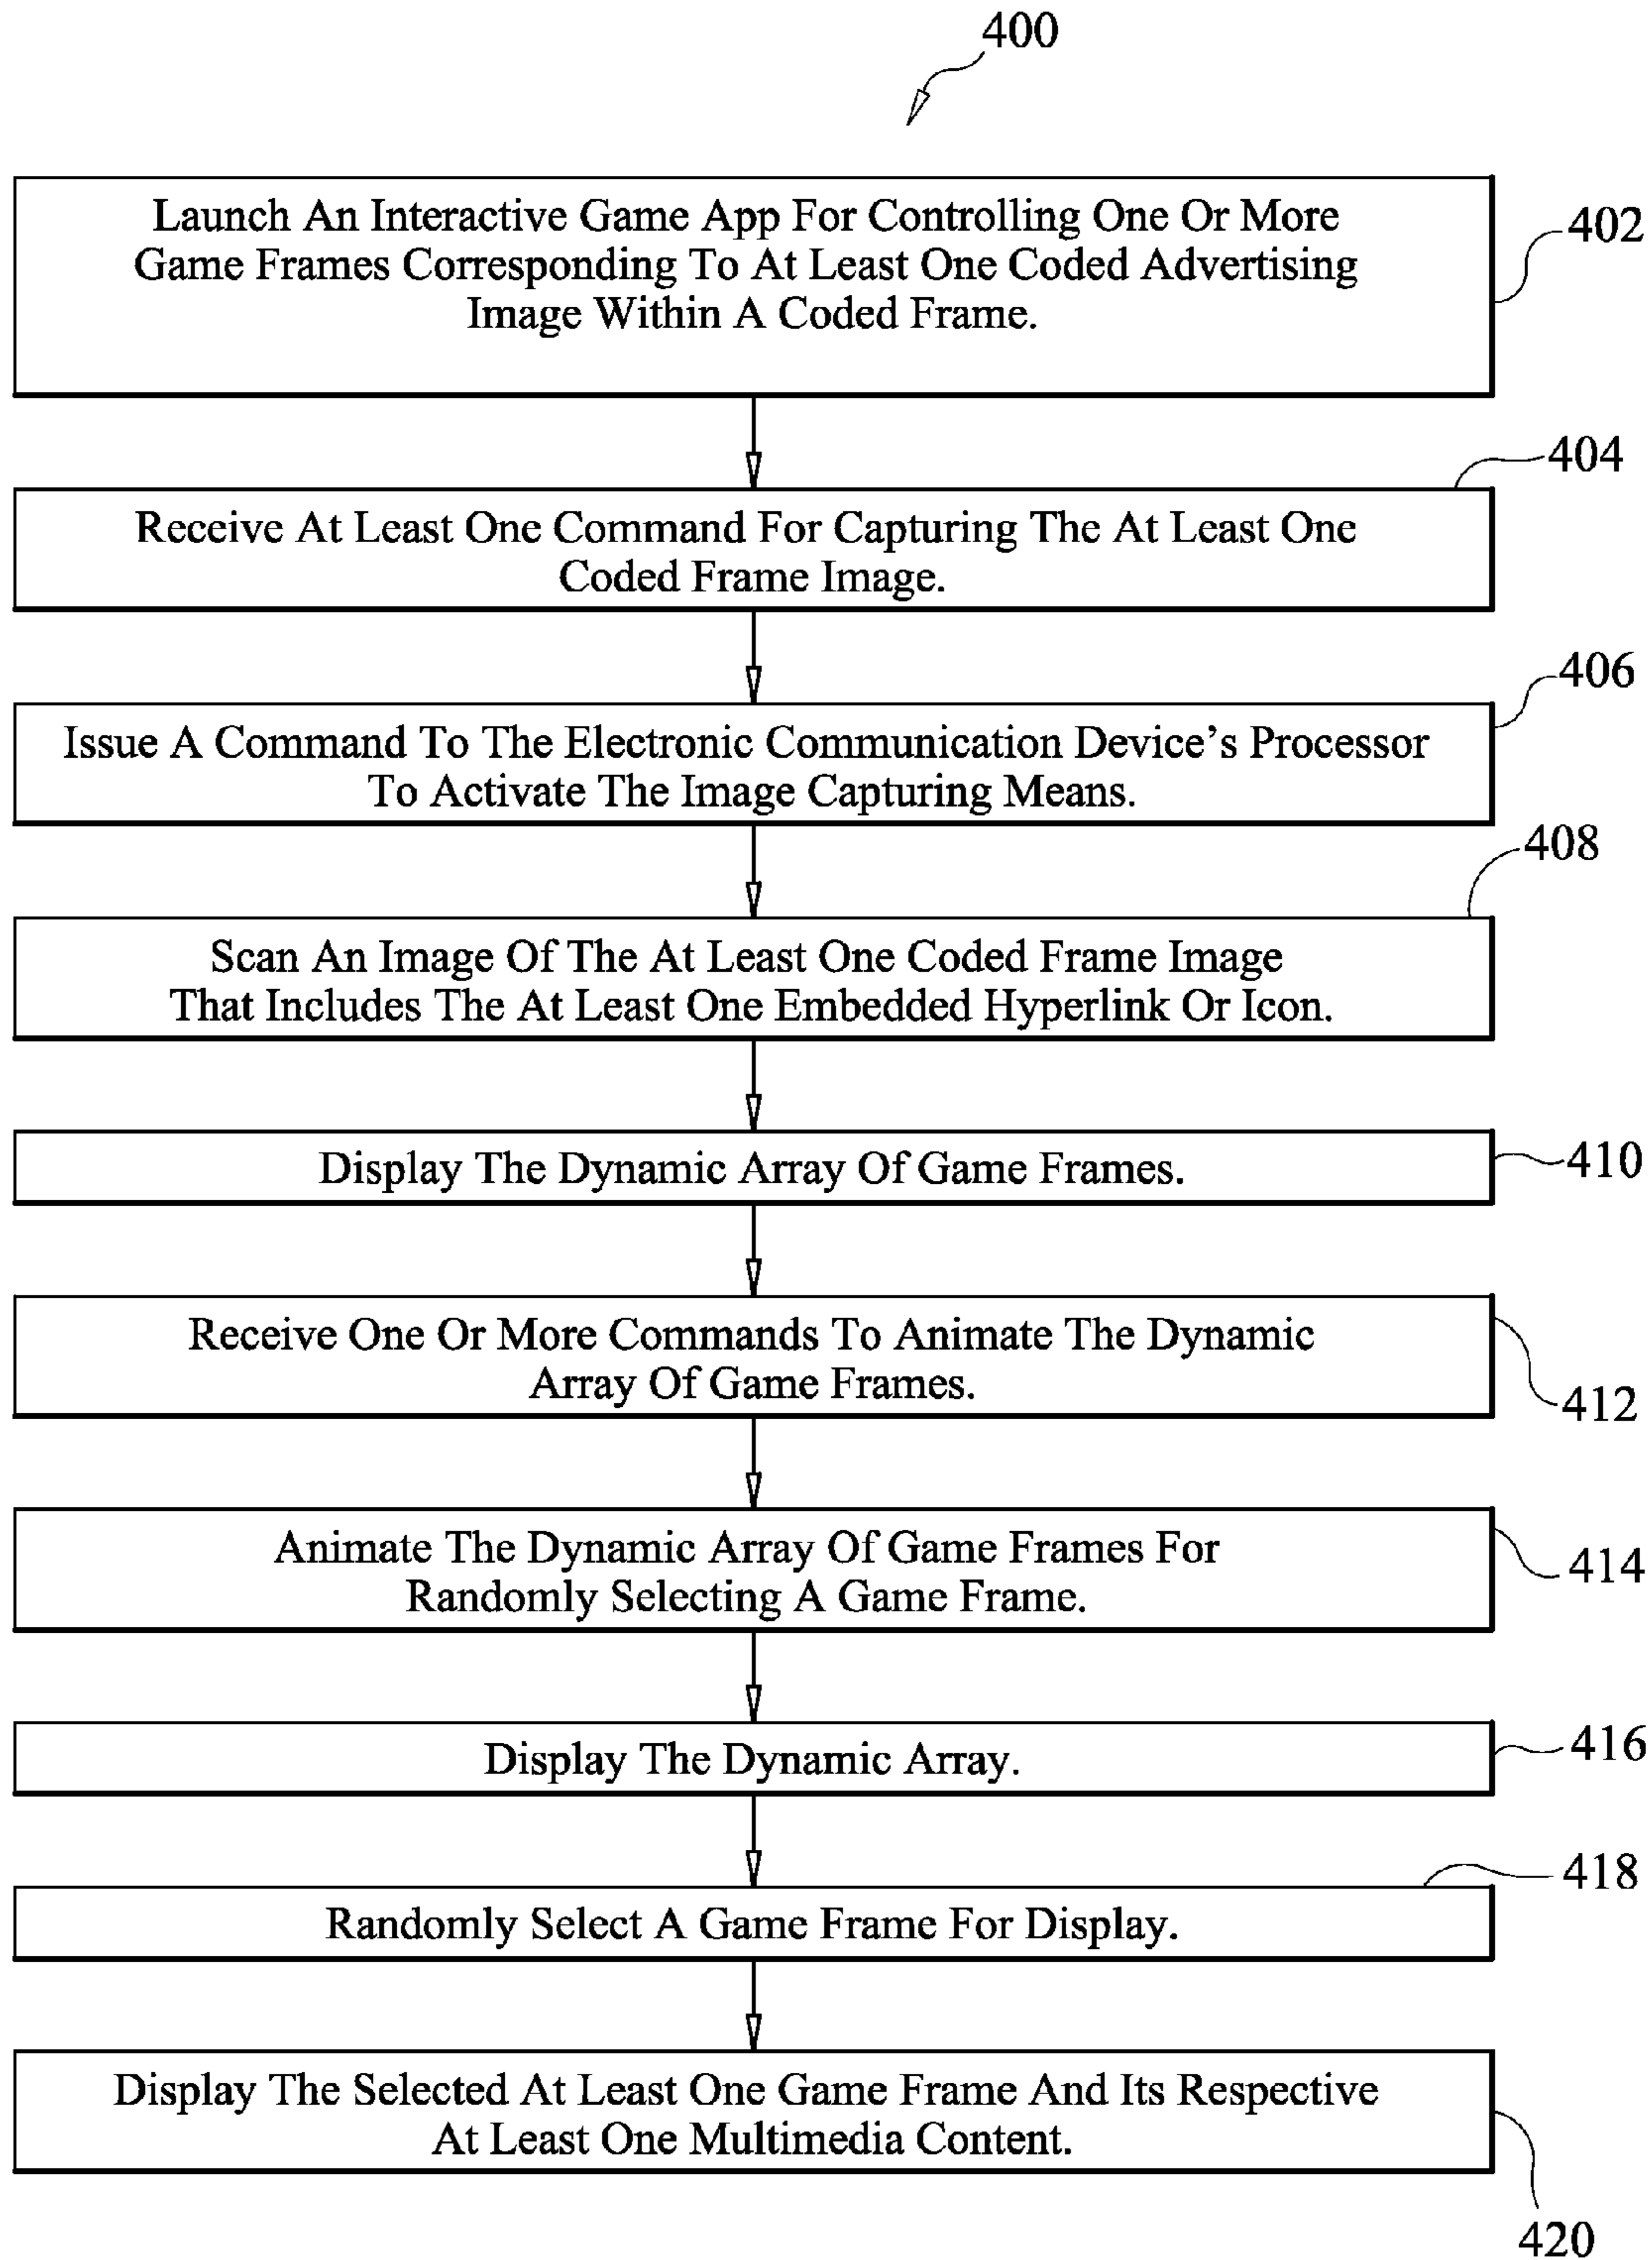 400
Launch An Interactive Game App For Controlling One Or More
Game Frames Corresponding To At Least One Coded Advertising
Image Within A Coded Frame.
402
404
Receive At Least One Command For Capturing The At Least One
Coded Frame Image.
406
Issue A Command To The Electronic Communication Device’s Processor
To Activate The Image Capturing Means.
408
Scan An Image Of The At Least One Coded Frame Image
That Includes The At Least One Embedded Hyperlink Or Icon.
Display The Dynamic Array Of Game Frames.
410
Receive One Or More Commands To Animate The Dynamic
Array Of Game Frames.
412
Animate The Dynamic Array Of Game Frames For
Randomly Selecting A Game Frame.
414
Display The Dynamic Array.
416
418
Randomly Select A Game Frame For Display.
Display The Selected At Least One Game Frame And Its Respective
At Least One Multimedia Content.
420